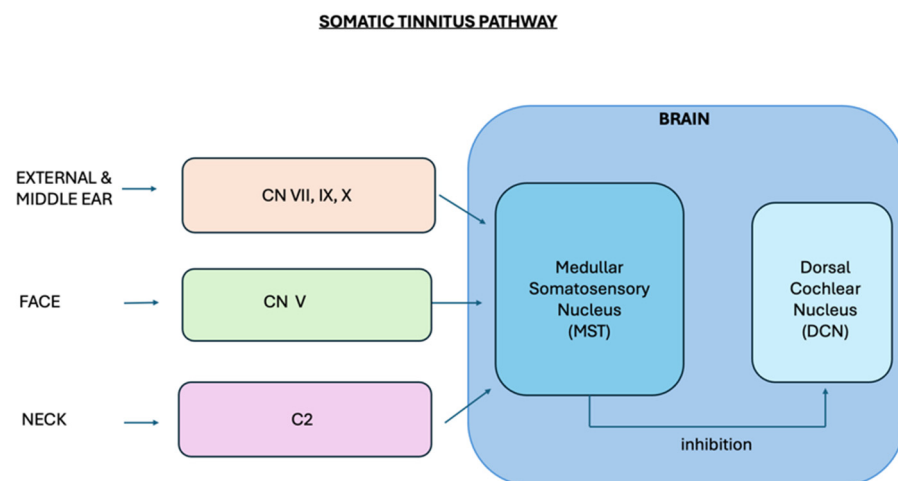 SOMATIC TINNITUS PATHWAY
BRAIN
EXTERNAL &
MIDDLE EAR
CN VII, IX, X
FACE
CN V
NECK
C2
Medullar
Somatosensory
Nucleus
(MST)
Dorsal
Cochlear
Nucleus
(DCN)
inhibition